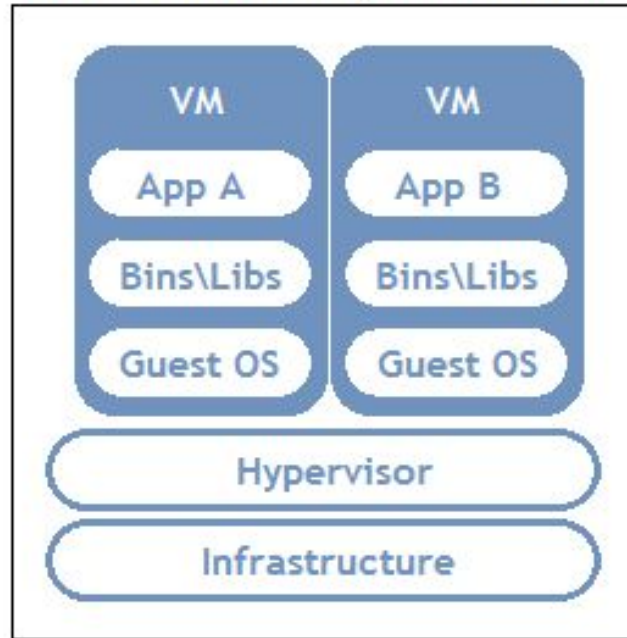 VM
App A
Bins\Libs
Guest OS
VM
App B
Bins\Libs
Guest OS
Hypervisor
Infrastructure